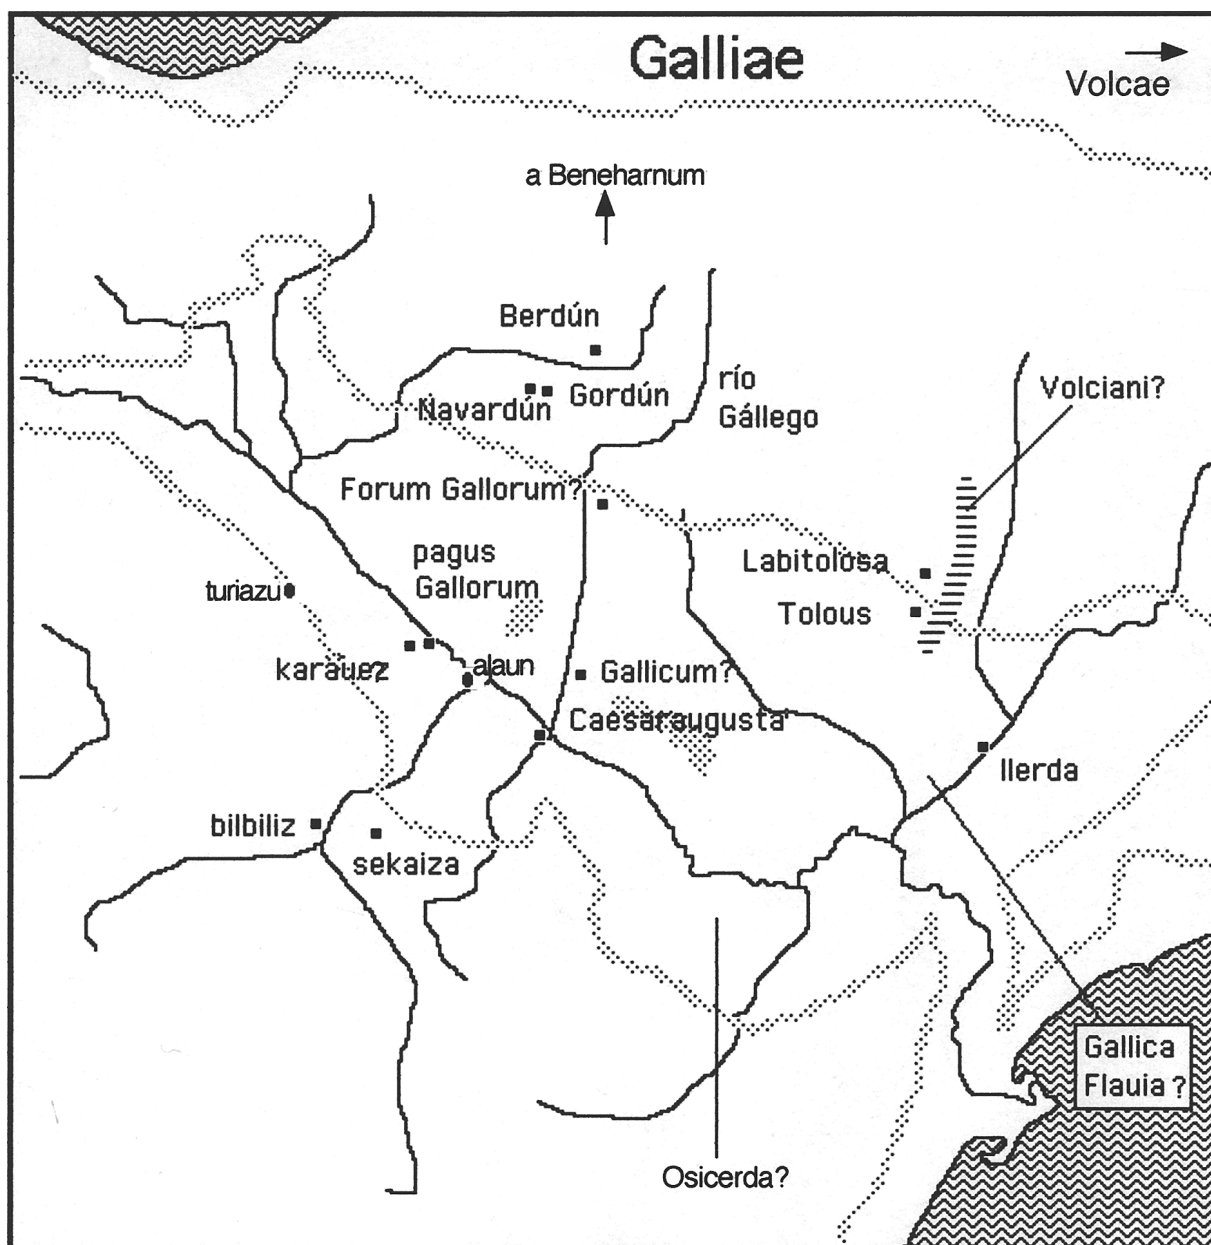 Galliae
Volcae
a Beneharnum
Berdún
río
Gállego
Volciani?
Navardún
Gordún
Forum Gallorum?
pagus
Gallorum
Labitolosa
turiazu
Tolous
karauez
alaun
Gallicum?
Caesaraugusta
Ilerda
bilbiliz
sekaiza
Gallica
Flauia ?
Osicerda?